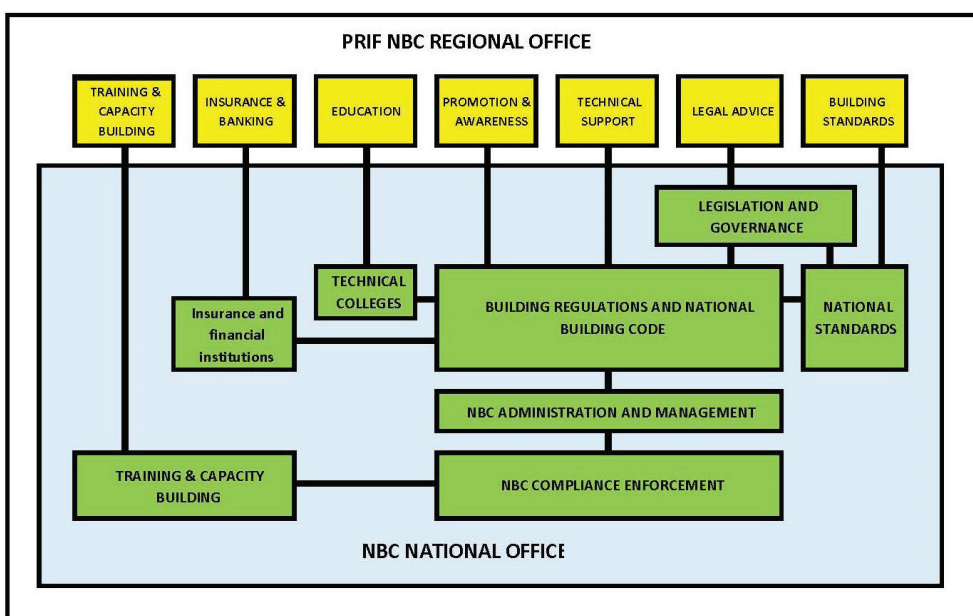 PRIF NBC REGIONAL OFFICE
TRAINING &
CAPACITY
BUILDING
INSURANCE &
BANKING
EDUCATION
PROMOTION &
AWARENESS
TECHNICAL
SUPPORT
LEGAL ADVICE
BUILDING
STANDARDS
LEGISLATION AND
GOVERNANCE
TECHNICAL
COLLEGES
Insurance and
financial
institutions
BUILDING REGULATIONS AND NATIONAL
BUILDING CODE
NATIONAL
STANDARDS
NBC ADMINISTRATION AND MANAGEMENT
TRAINING & CAPACITY
BUILDING
NBC COMPLIANCE ENFORCEMENT
NBC NATIONAL OFFICE